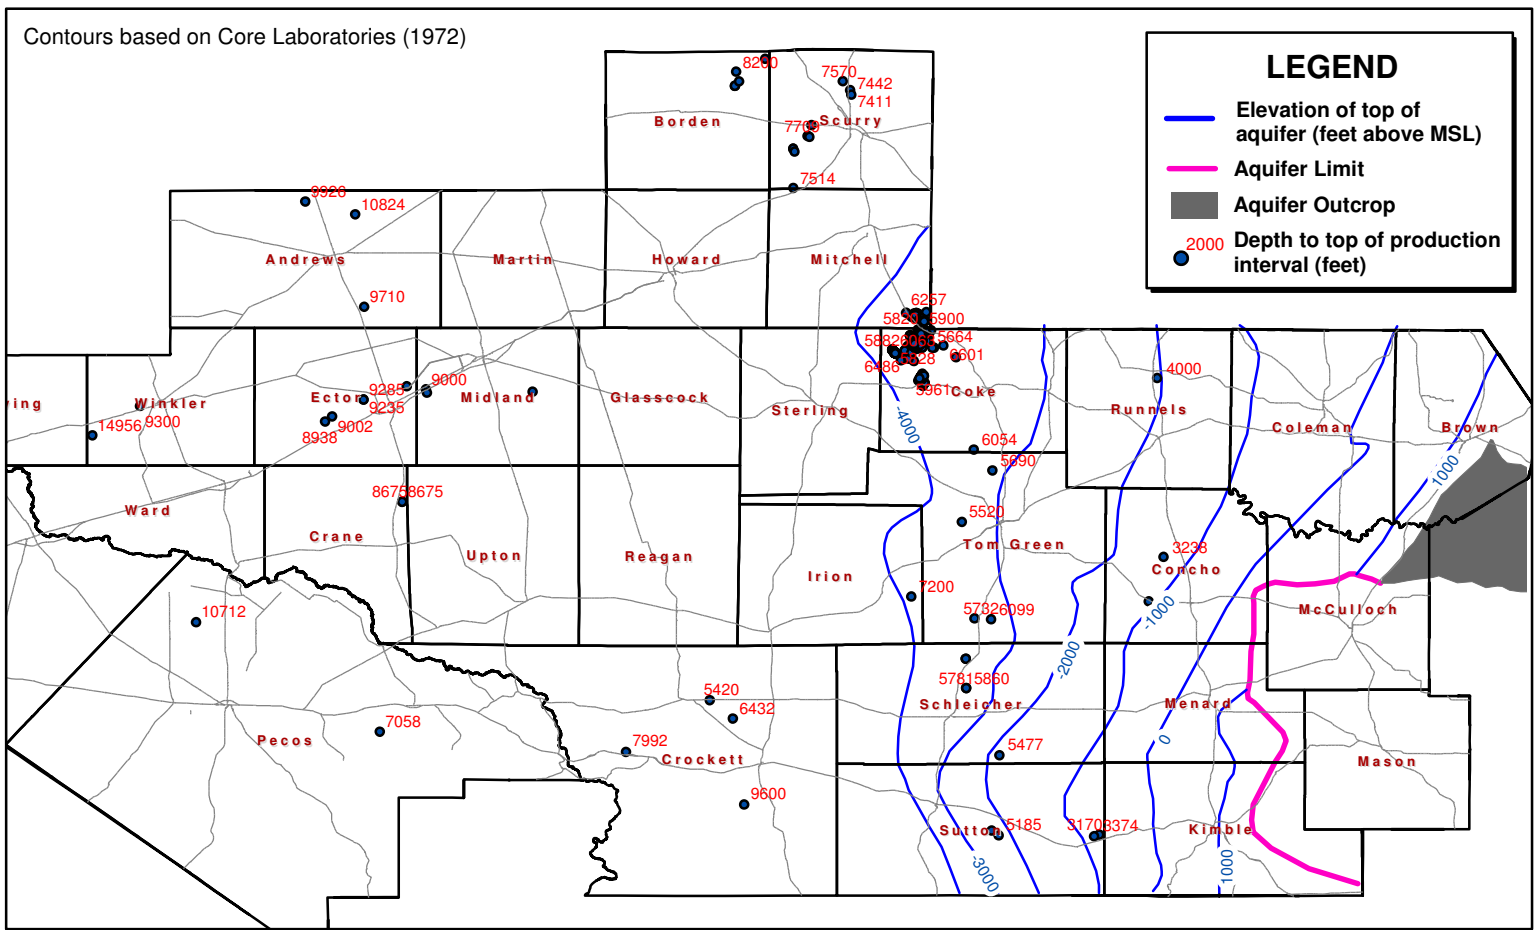 Contours based on Core Laboratories (1972)
LEGEND
Elevation of top of
aquifer (feet above MSL)
Aquifer Limit
Aquifer Outcrop
2000
Depth to top of production
interval (feet)
8200
7570
7442
7411
Borden
Scurry
7514
9926
10824
Andrews
Martin
Howard
Mitchell
9710
6257
5900
5664
6601
6486
5961
Coke
4000
9285
9000
Ector
Midland
Glasscock
Sterling
Runnels
Coleman
Brown
Winkler
9235
14956
9300
9002
8938
-4000
6054
5690
1000
8675
8675
Ward
Crane
Upton
Reagan
Irion
5520
Tom Green
3238
Concho
7200
10712
5732
6099
-1000
McCulloch
-2000
5781
5860
5420
6432
Schleicher
Menard
7058
Pecos
7992
Crockett
5477
0
Mason
9600
Sutton
5185
3170
3374
Kimble
-3000
1000